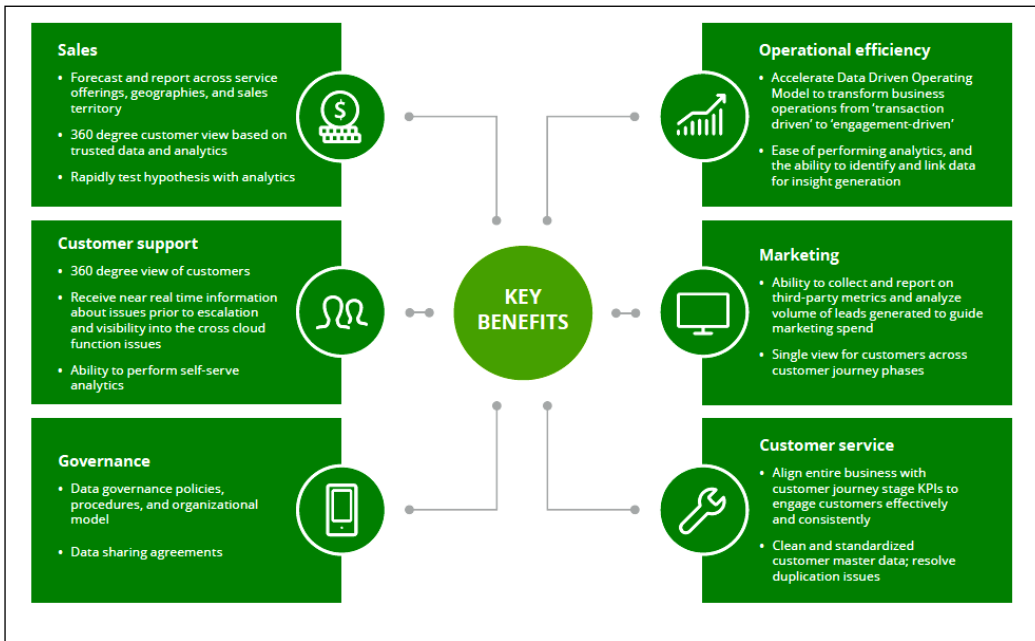 Sales
• Forecast and report across service
offerings, geographies, and sales
territory
• 360 degree customer view based on
trusted data and analytics
• Rapidly test hypothesis with analytics
Customer support
• 360 degree view of customers
• Receive near real time information
about issues prior to escalation
and visibility into the cross cloud
function issues
• Ability to perform self-serve
analytics
Governance
• Data governance policies,
procedures, and organizational
model
• Data sharing agreements
$
KEY
BENEFITS
Operational efficiency
• Accelerate Data Driven Operating
Model to transform business
operations from ‘transaction
driven’ to ‘engagement-driven’
• Ease of performing analytics, and
the ability to identify and link data
for insight generation
Marketing
• Ability to collect and report on
third-party metrics and analyze
volume of leads generated to guide
marketing spend
• Single view for customers across
customer journey phases
Customer service
• Align entire business with
customer journey stage KPIs to
engage customers effectively
and consistently
• Clean and standardized
customer master data; resolve
duplication issues